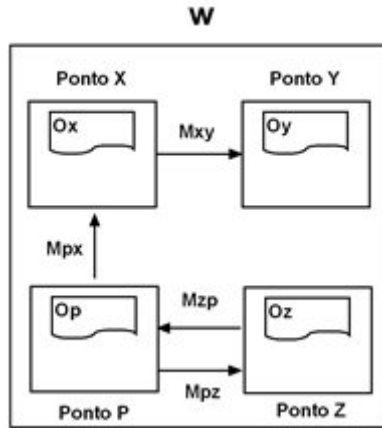 W
Ponto X
Ponto Y
Ox
Mxy
Oy
Mpx
Op
Mzp
Oz
Mpz
Ponto P
Ponto Z